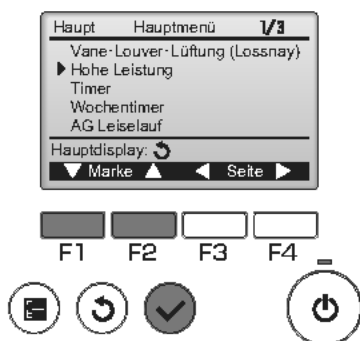 Haupt Hauptmenü 1/3
Vane·Louver·Lüftung (Lossnay)
Hohe Leistung
Timer
Wochentimer
AG Leiselauf
Hauptdisplay:
Marke Seite
F1 F2 F3 F4